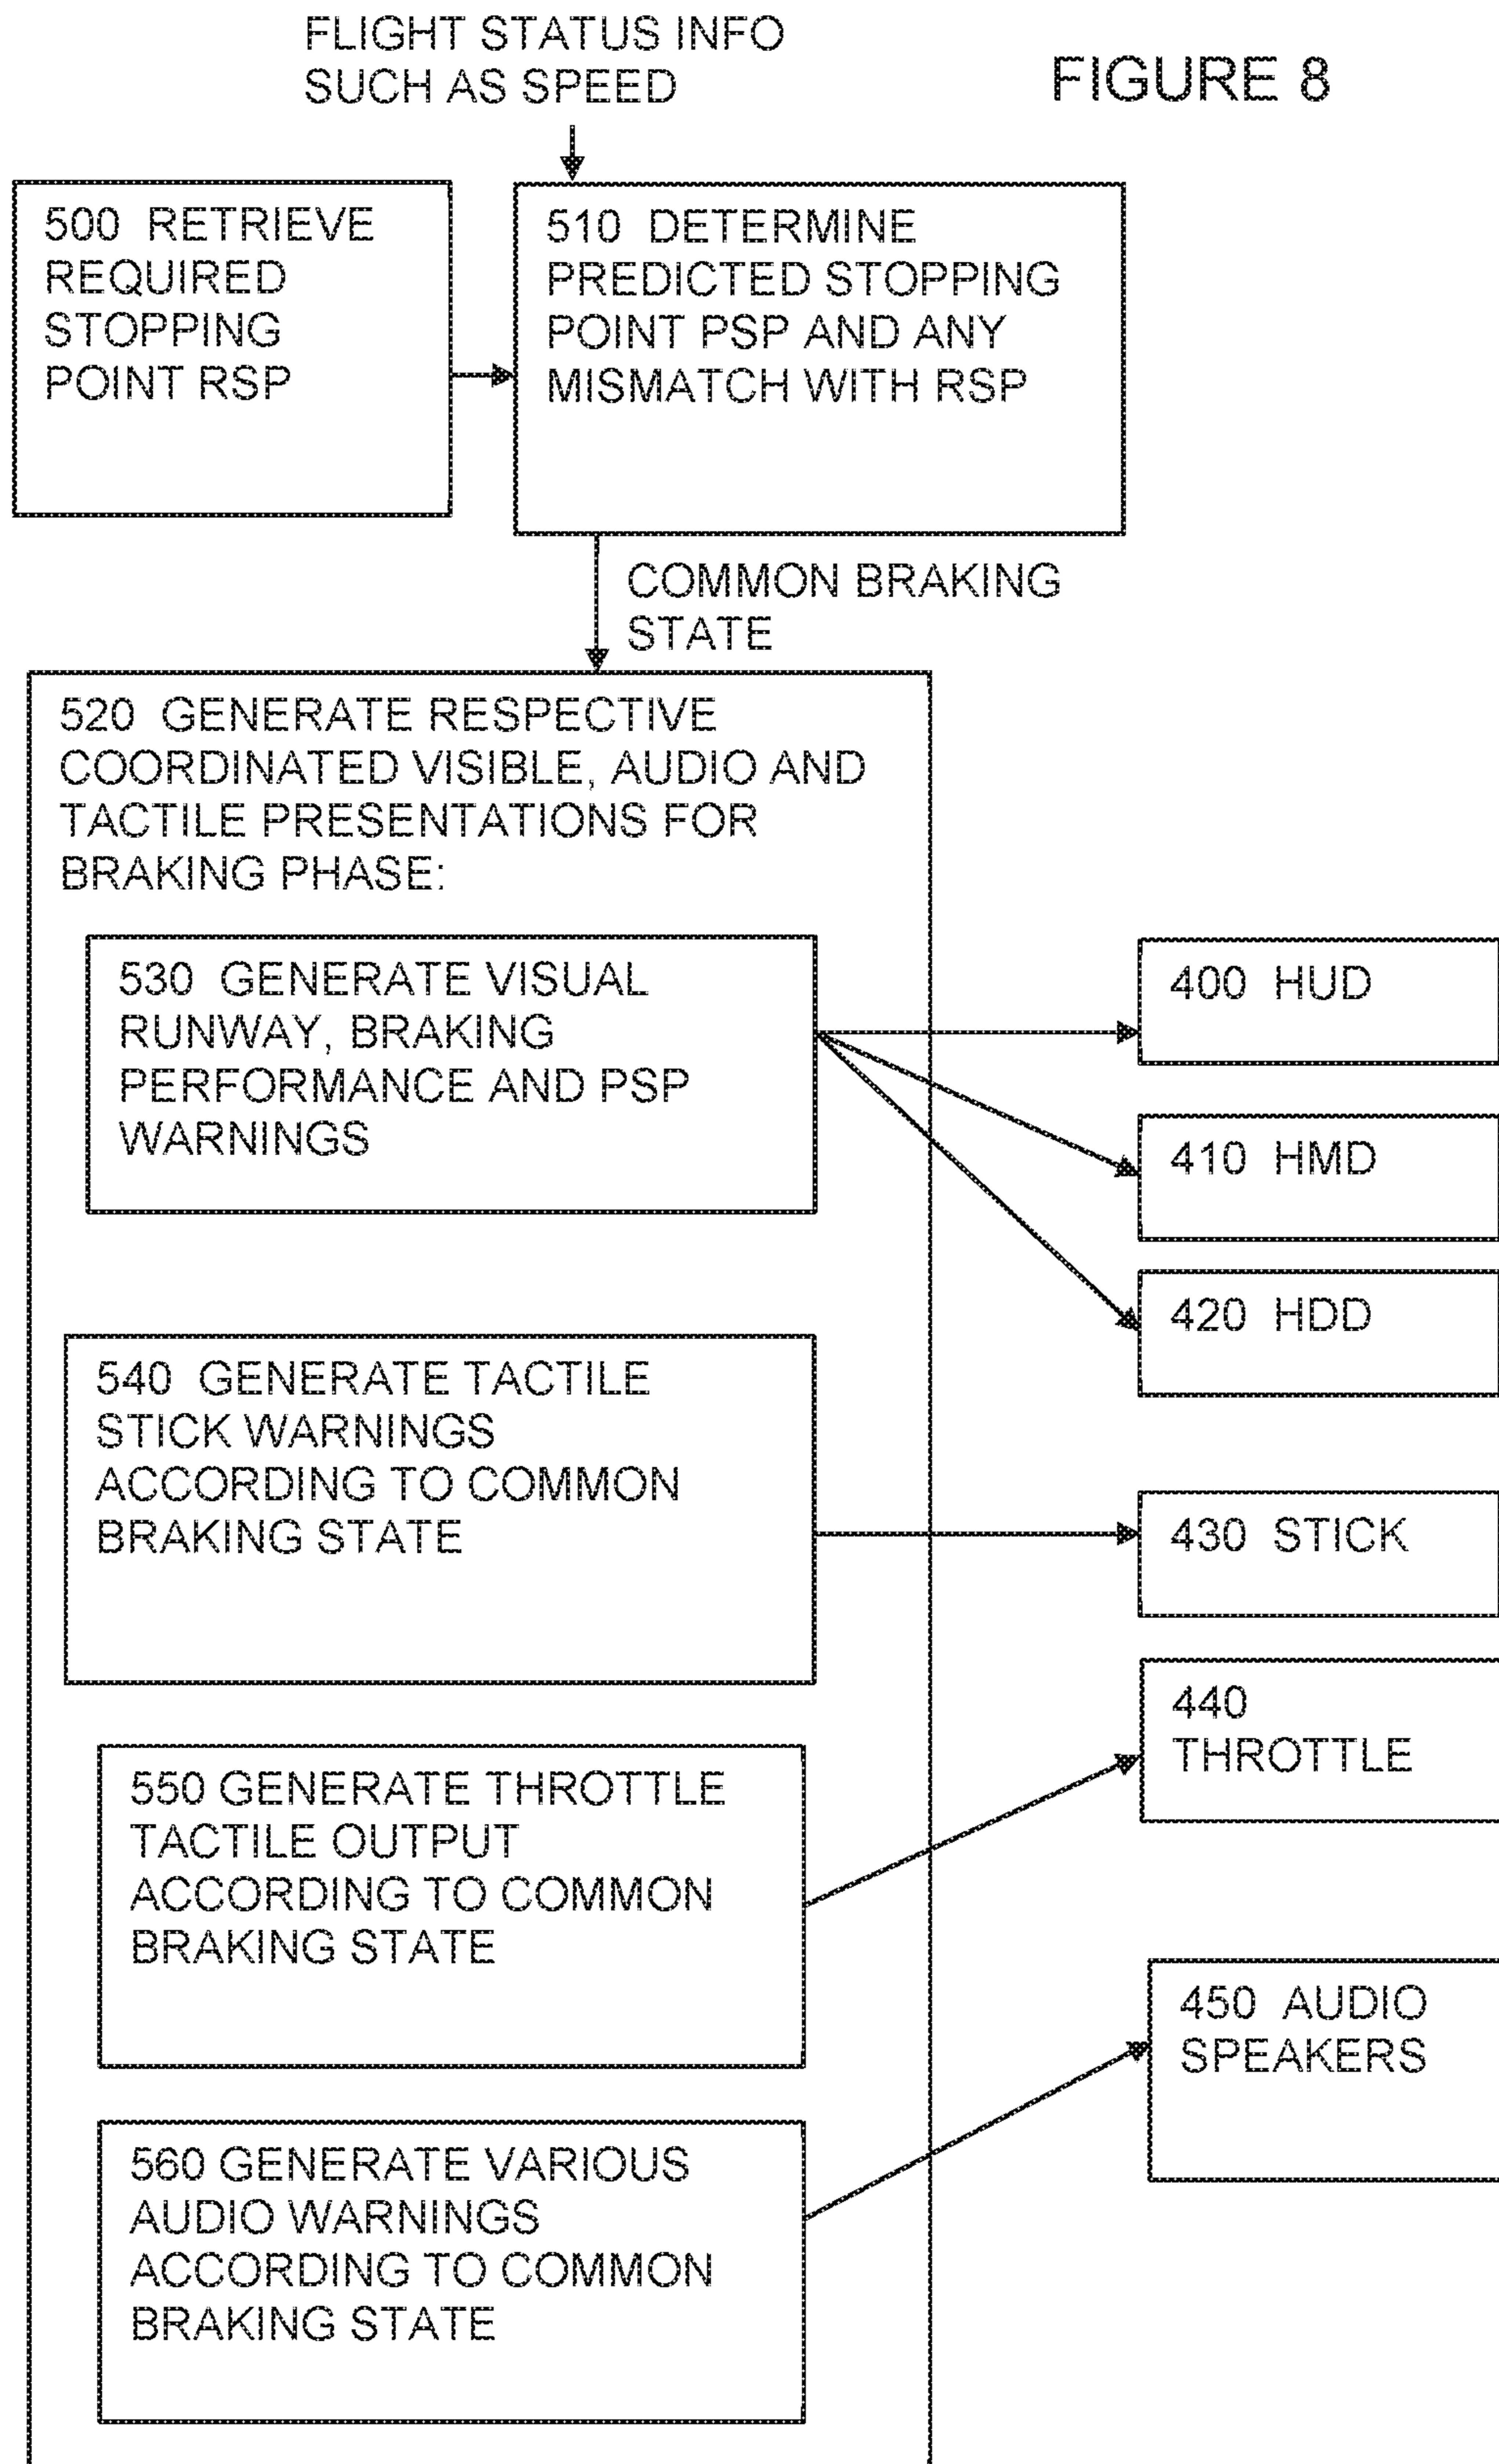 FLIGHT STATUS INFO
SUCH AS SPEED
FIGURE 8
500 RETRIEVE
REQUIRED
STOPPING
POINT RSP
510 DETERMINE
PREDICTED STOPPING
POINT PSP AND ANY
MISMATCH WITH RSP
COMMON BRAKING
STATE
520 GENERATE RESPECTIVE
COORDINATED VISIBLE, AUDIO AND
TACTILE PRESENTATIONS FOR
BRAKING PHASE:
530 GENERATE VISUAL
RUNWAY, BRAKING
PERFORMANCE AND PSP
WARNINGS
400 HUD
410 HMD
420 HDD
540 GENERATE TACTILE
STICK WARNINGS
ACCORDING TO COMMON
BRAKING STATE
430 STICK
550 GENERATE THROTTLE
TACTILE OUTPUT
ACCORDING TO COMMON
BRAKING STATE
440
THROTTLE
560 GENERATE VARIOUS
AUDIO WARNINGS
ACCORDING TO COMMON
BRAKING STATE
450 AUDIO
SPEAKERS